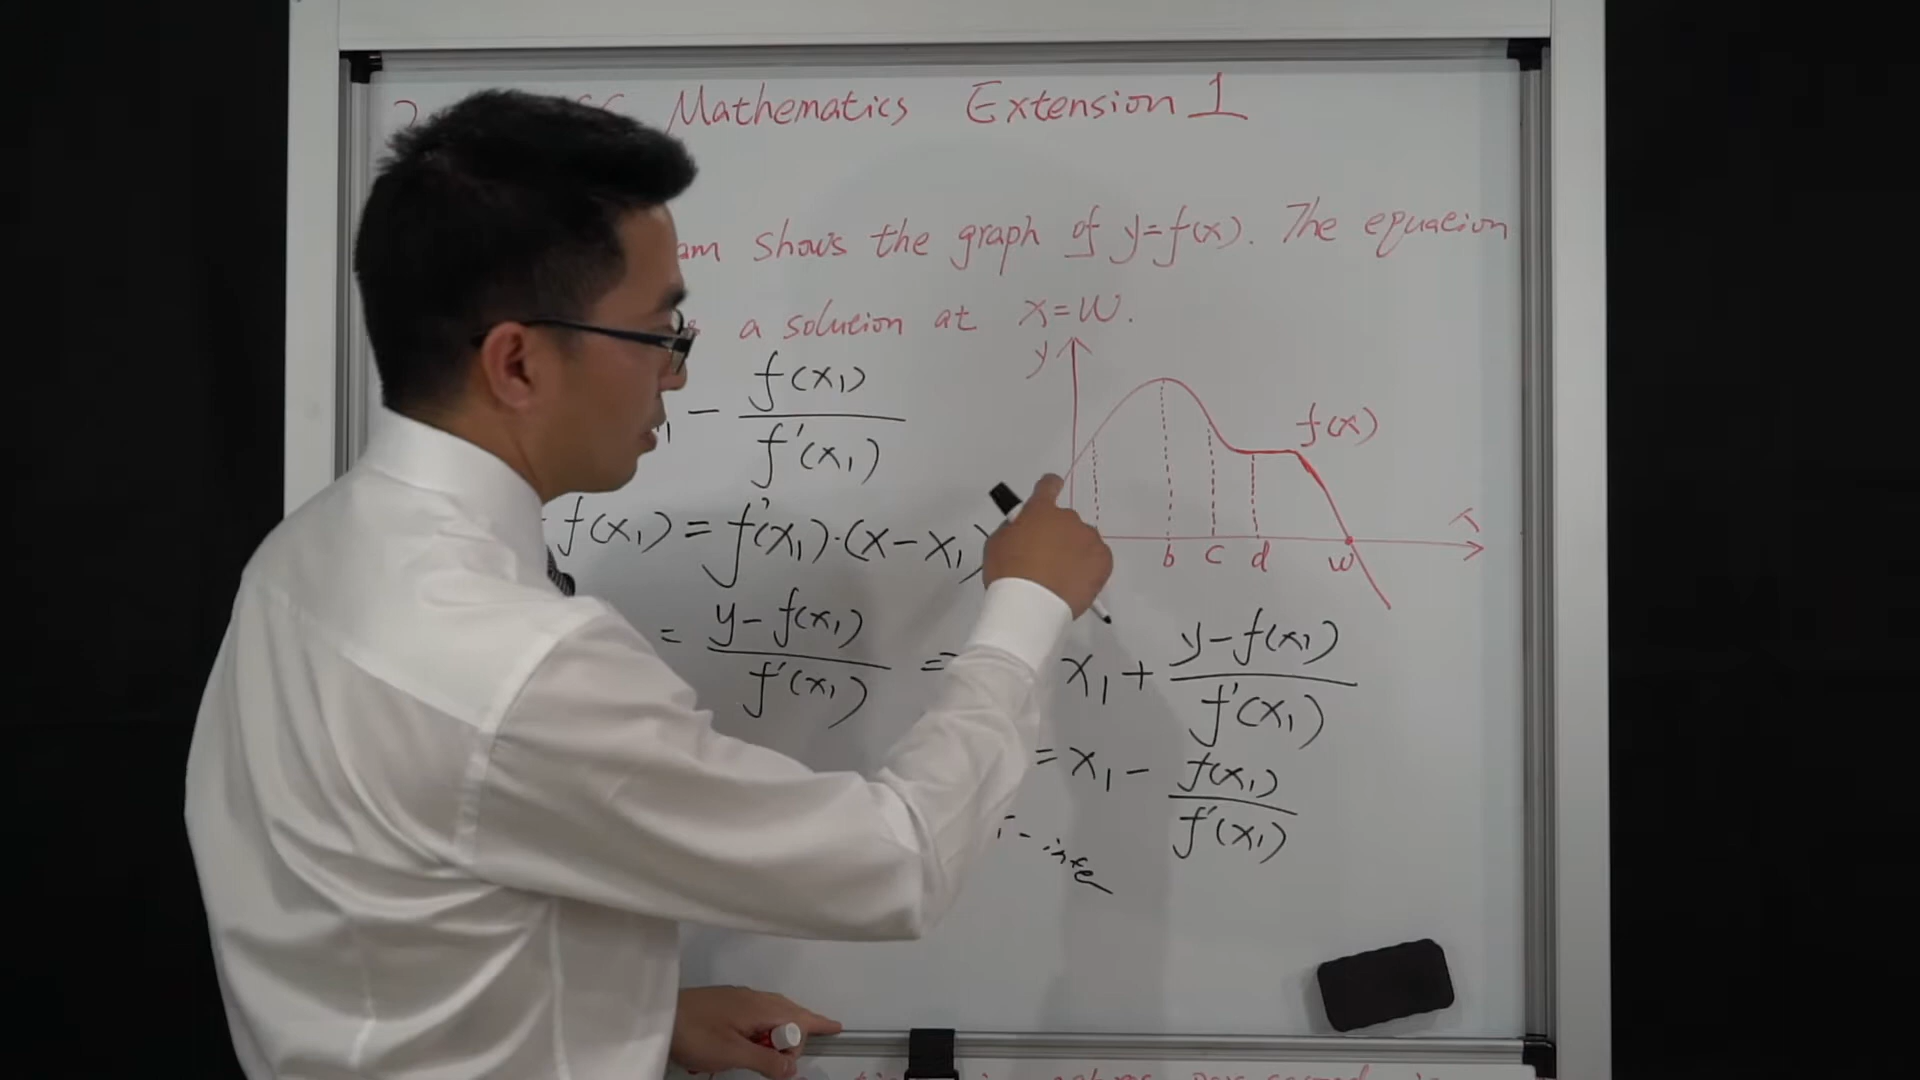 Mathematics Extension 1
shows the graph of y=f(x). The equation
a solution at x=w.
y
− f(x₁) / f'(x₁)
f(x)
f(x₁) = f'(x₁)·(x−x₁)
b c d w x
= y−f(x₁) / f'(x₁) = x₁ + y−f(x₁) / f'(x₁)
= x₁ − f(x₁) / f'(x₁)